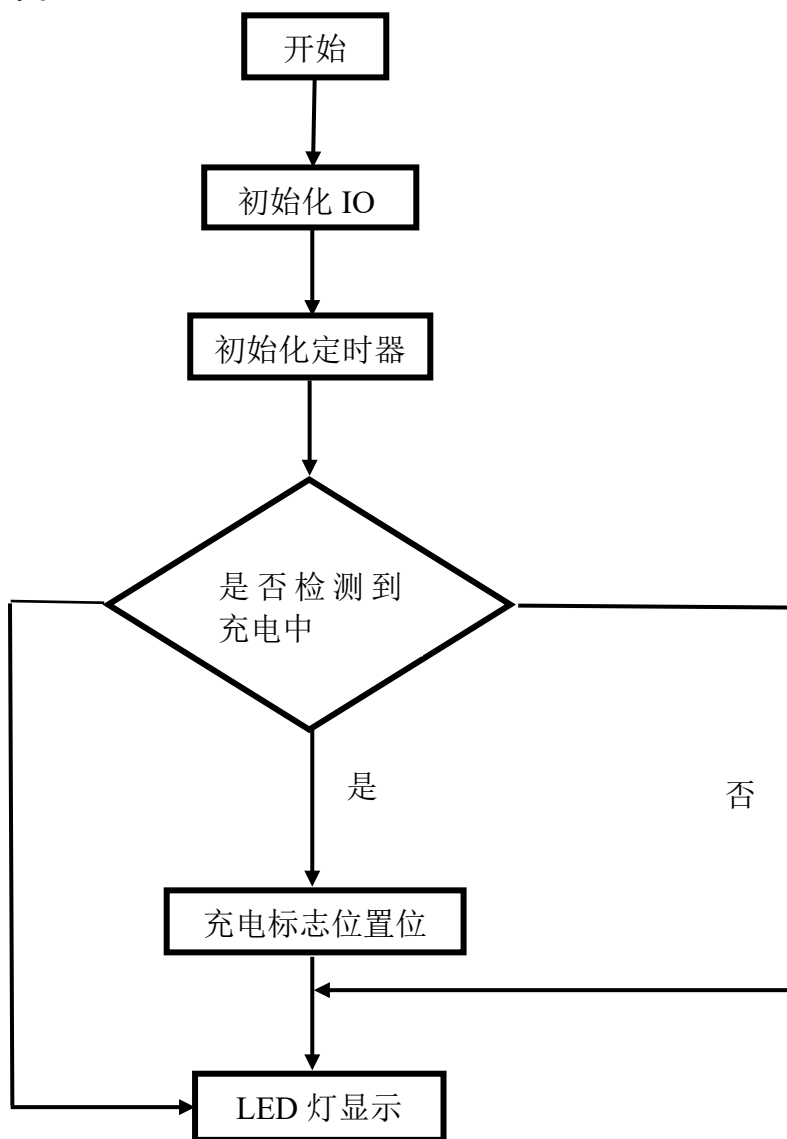 开始
初始化 IO
初始化定时器
是否检测到
充电中
是
否
充电标志位置位
LED 灯显示